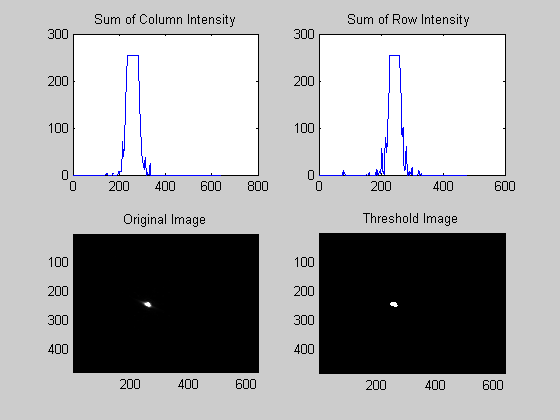 Sum of Column Intensity
300
200
100
0
0 200 400 600 800
Sum of Row Intensity
300
200
100
0
0 200 400 600
Original Image
100
200
300
400
200 400 600
Threshold Image
100
200
300
400
200 400 600